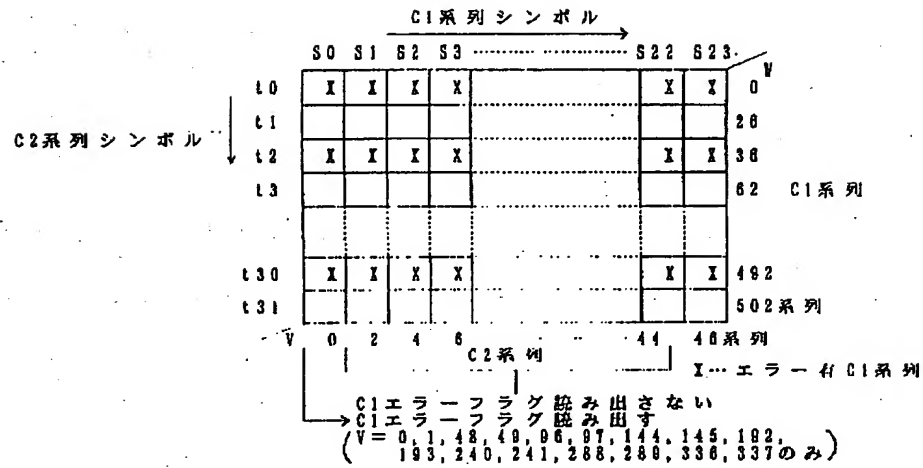 C1系列シンボル
S0 S1 S2 S3 S22 S23
W
t0 X X X X X X 0
t1 26
C2系列シンボル
t2 X X X X X X 36
t3 62 C1系列
t30 X X X X X X 492
t31 502系列
V 0 2 4 6 44 46系列
C2系列
X…エラー有C1系列
C1エラーフラグ読み出さない
C1エラーフラグ読み出す
(V=0,1,48,49,96,97,144,145,192,
193,240,241,288,289,336,337のみ)